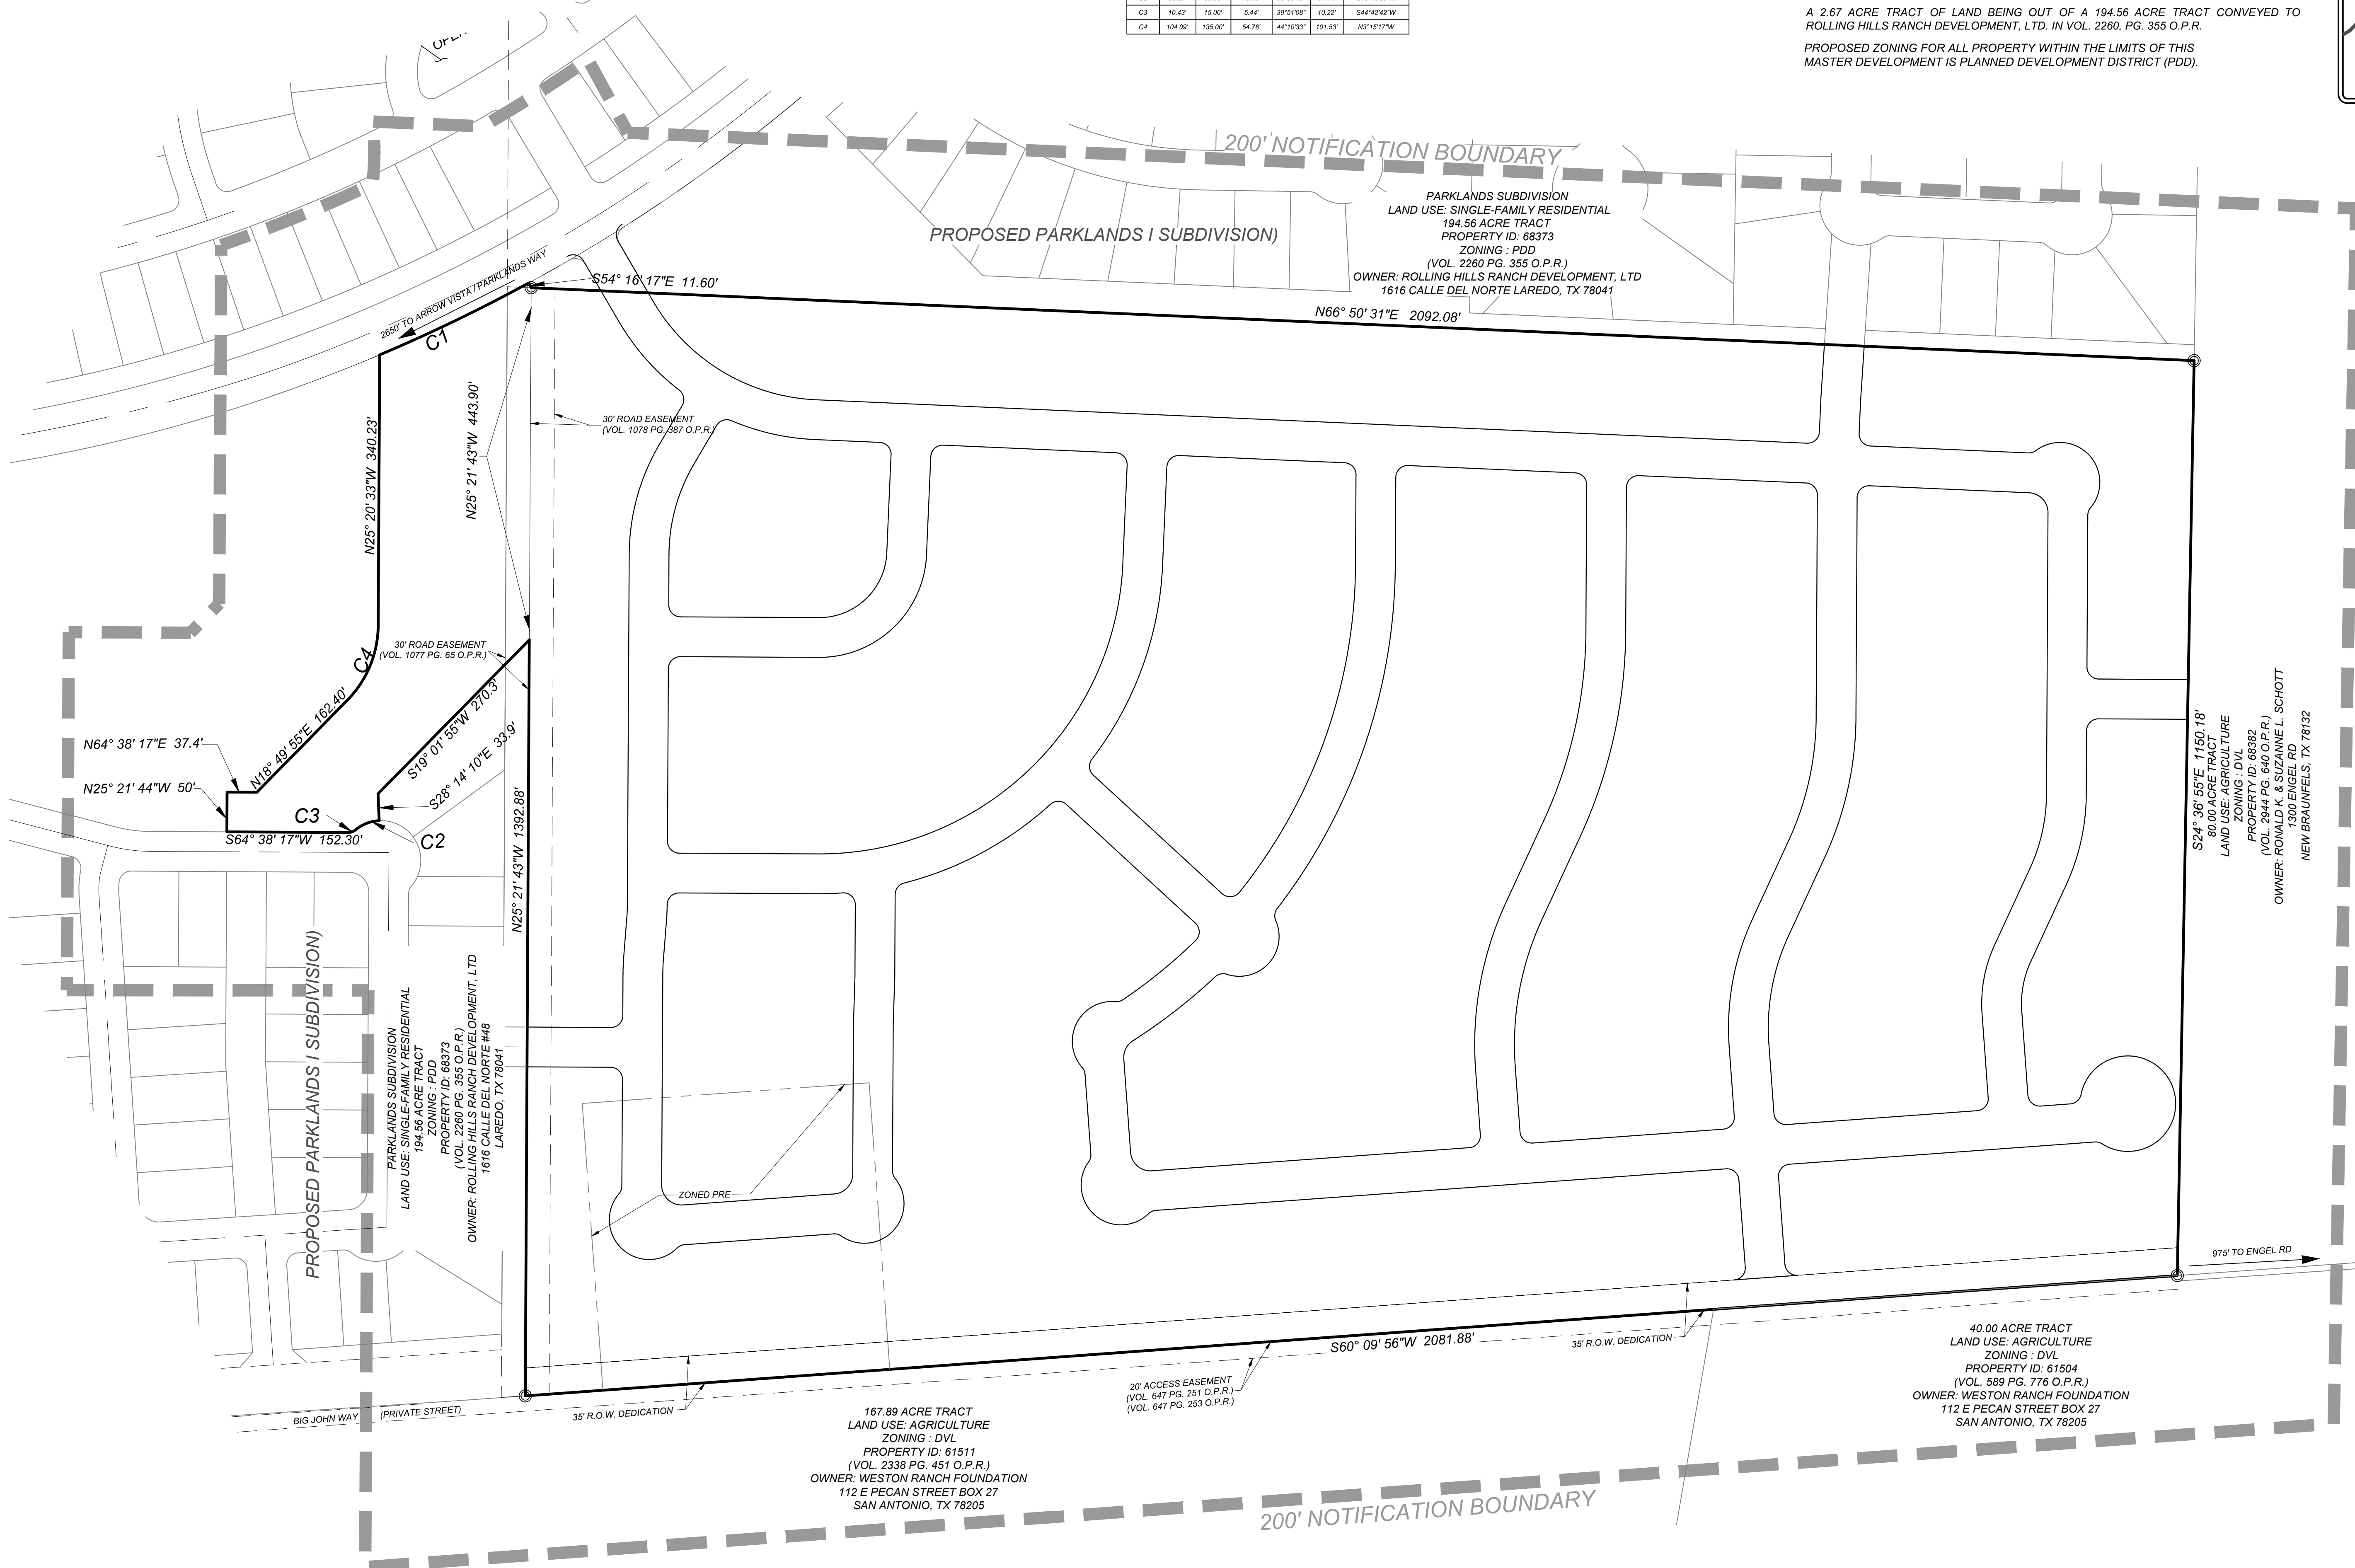 C3 10.43' 15.00' 5.44' 39°51'08" 10.22' S44°42'42"W
C4 104.09' 135.00' 54.78' 44°10'33" 101.53' N3°15'17"W
A 2.67 ACRE TRACT OF LAND BEING OUT OF A 194.56 ACRE TRACT CONVEYED TO
ROLLING HILLS RANCH DEVELOPMENT, LTD. IN VOL. 2260, PG. 355 O.P.R.
PROPOSED ZONING FOR ALL PROPERTY WITHIN THE LIMITS OF THIS
MASTER DEVELOPMENT IS PLANNED DEVELOPMENT DISTRICT (PDD).
200' NOTIFICATION BOUNDARY
PARKLANDS SUBDIVISION
LAND USE: SINGLE-FAMILY RESIDENTIAL
194.56 ACRE TRACT
PROPERTY ID: 68373
ZONING : PDD
(VOL. 2260 PG. 355 O.P.R.)
OWNER: ROLLING HILLS RANCH DEVELOPMENT, LTD
1616 CALLE DEL NORTE LAREDO, TX 78041
PROPOSED PARKLANDS I SUBDIVISION)
2650' TO ARROW VISTA / PARKLANDS WAY
C1
S54° 16' 17"E 11.60'
N66° 50' 31"E 2092.08'
N25° 20' 33"W 340.23'
N25° 21' 43"W 443.90'
30' ROAD EASEMENT
(VOL. 1078 PG. 387 O.P.R.)
30' ROAD EASEMENT
(VOL. 1077 PG. 65 O.P.R.)
C4
N18° 49' 55"E 162.40'
S19° 01' 55"W 270.3'
S28° 14' 10"E 33.9'
N64° 38' 17"E 37.4'
N25° 21' 44"W 50'
C3
C2
S64° 38' 17"W 152.30'
N25° 21' 43"W 1392.88'
S24° 36' 55"E 1150.18'
80.00 ACRE TRACT
LAND USE: AGRICULTURE
ZONING : DVL
PROPERTY ID: 68382
(VOL. 2944 PG. 640 O.P.R.)
OWNER: RONALD K. & SUZANNE L. SCHOTT
1300 ENGEL RD
NEW BRAUNFELS, TX 78132
PROPOSED PARKLANDS I SUBDIVISION)
PARKLANDS SUBDIVISION
LAND USE: SINGLE-FAMILY RESIDENTIAL
194.56 ACRE TRACT
ZONING : PDD
PROPERTY ID: 68373
(VOL. 2260 PG. 355 O.P.R.)
OWNER: ROLLING HILLS RANCH DEVELOPMENT, LTD
1616 CALLE DEL NORTE #48
LAREDO, TX 78041
ZONED PRE
975' TO ENGEL RD
S60° 09' 56"W 2081.88'
35' R.O.W. DEDICATION
35' R.O.W. DEDICATION
20' ACCESS EASEMENT
(VOL. 647 PG. 251 O.P.R.)
(VOL. 647 PG. 253 O.P.R.)
BIG JOHN WAY (PRIVATE STREET)
40.00 ACRE TRACT
LAND USE: AGRICULTURE
ZONING : DVL
PROPERTY ID: 61504
(VOL. 589 PG. 776 O.P.R.)
OWNER: WESTON RANCH FOUNDATION
112 E PECAN STREET BOX 27
SAN ANTONIO, TX 78205
167.89 ACRE TRACT
LAND USE: AGRICULTURE
ZONING : DVL
PROPERTY ID: 61511
(VOL. 2338 PG. 451 O.P.R.)
OWNER: WESTON RANCH FOUNDATION
112 E PECAN STREET BOX 27
SAN ANTONIO, TX 78205
200' NOTIFICATION BOUNDARY